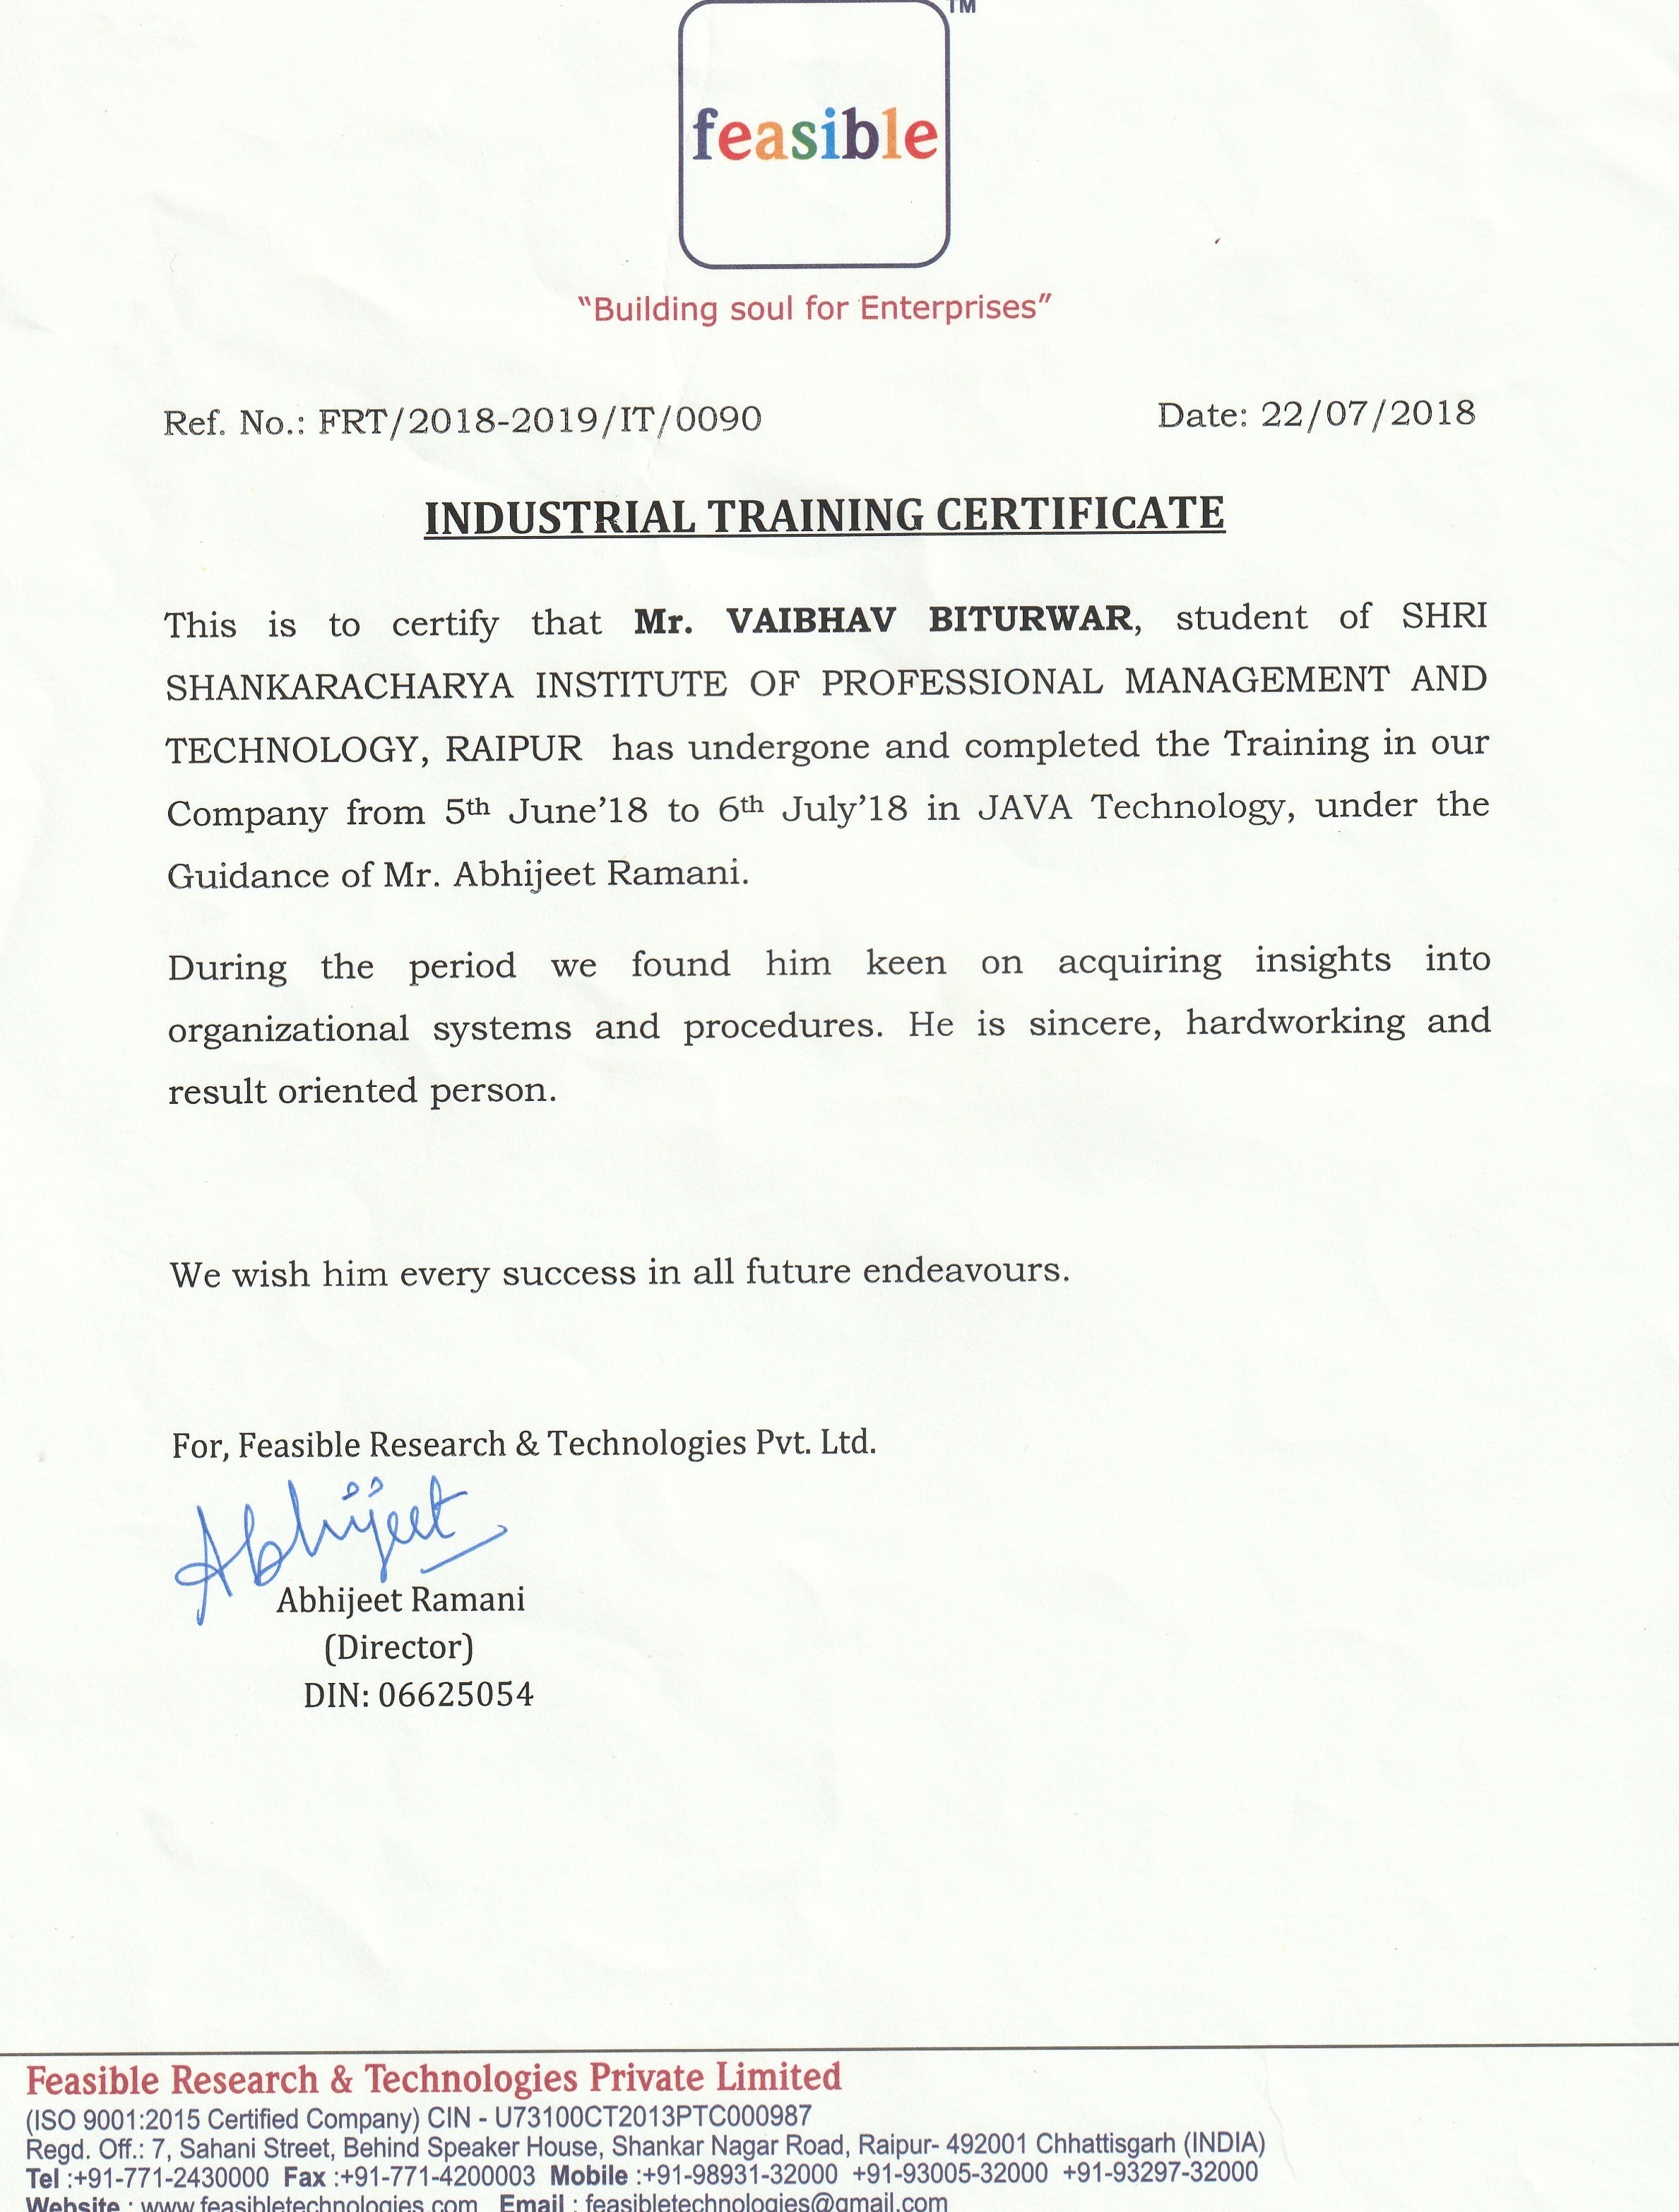 TM
feasible
“Building soul for Enterprises”
Ref. No.: FRT/2018-2019/IT/0090 Date: 22/07/2018
INDUSTRIAL TRAINING CERTIFICATE
This is to certify that Mr. VAIBHAV BITURWAR, student of SHRI
SHANKARACHARYA INSTITUTE OF PROFESSIONAL MANAGEMENT AND
TECHNOLOGY, RAIPUR has undergone and completed the Training in our
Company from 5th June’18 to 6th July’18 in JAVA Technology, under the
Guidance of Mr. Abhijeet Ramani.
During the period we found him keen on acquiring insights into
organizational systems and procedures. He is sincere, hardworking and
result oriented person.
We wish him every success in all future endeavours.
For, Feasible Research & Technologies Pvt. Ltd.
Abhijeet
Abhijeet Ramani
(Director)
DIN: 06625054
Feasible Research & Technologies Private Limited
(ISO 9001:2015 Certified Company) CIN - U73100CT2013PTC000987
Regd. Off.: 7, Sahani Street, Behind Speaker House, Shankar Nagar Road, Raipur- 492001 Chhattisgarh (INDIA)
Tel :+91-771-2430000 Fax :+91-771-4200003 Mobile :+91-98931-32000 +91-93005-32000 +91-93297-32000
Website : www.feasibletechnologies.com Email : feasibletechnologies@gmail.com